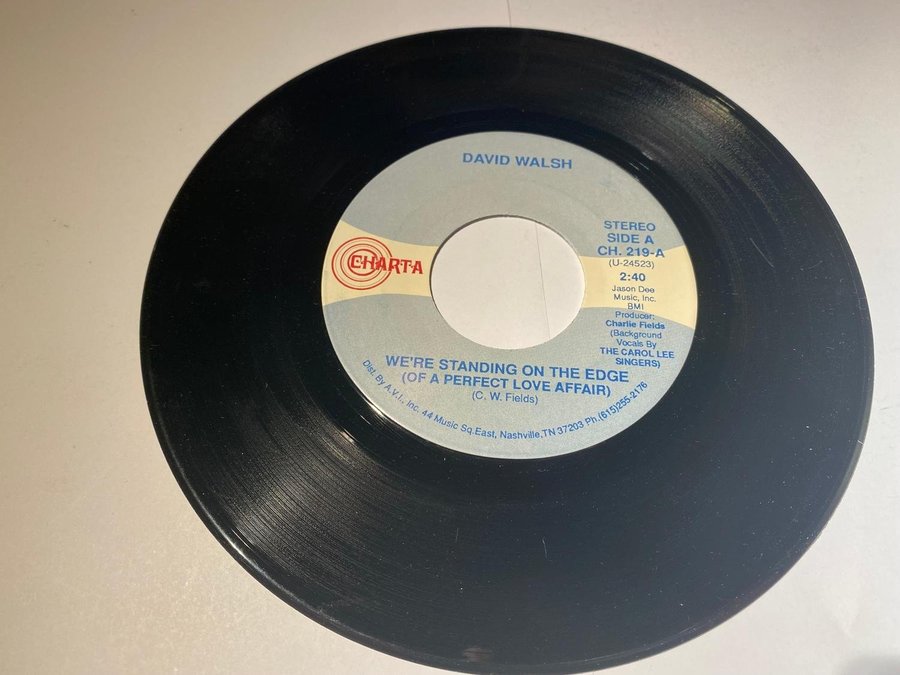 DAVID WALSH
CHARTA
STEREO
SIDE A
CH. 219-A
(U-24523)
2:40
Jason Dee
Music, Inc.
BMI
Producer:
Charlie Fields
(Background
Vocals By
THE CAROL LEE
SINGERS)
WE'RE STANDING ON THE EDGE
(OF A PERFECT LOVE AFFAIR)
(C. W. Fields)
Dist. By A.V.I., Inc. 44 Music Sq. East, Nashville, TN 37203 Ph. (615)255-2176